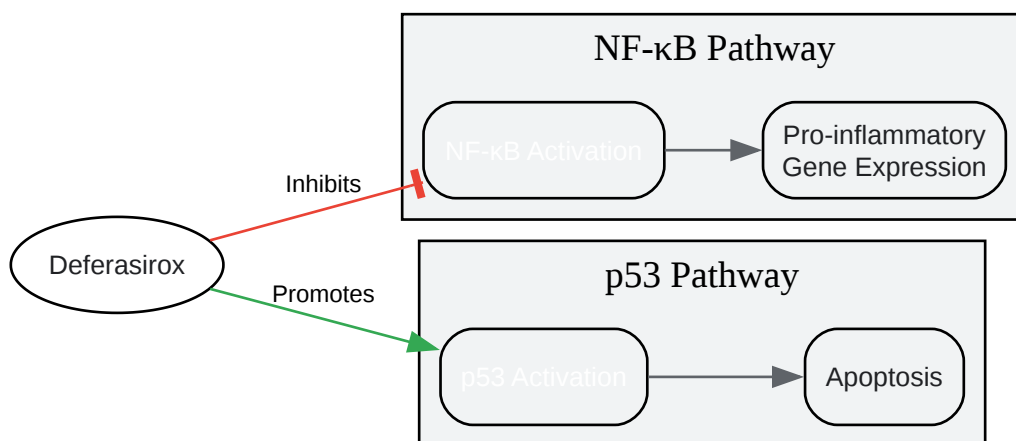 NF-κB Pathway
NF-κB Activation
Pro-inflammatory
Gene Expression
Inhibits
Deferasirox
Promotes
p53 Pathway
p53 Activation
Apoptosis